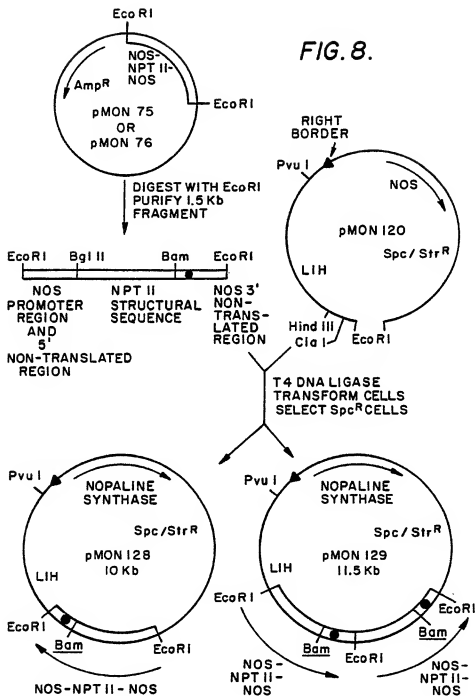 EcoRI
FIG. 8.
NOS-
NPT II-
NOS
AmpR
EcoRI
pMON 75
OR
pMON 76
RIGHT
BORDER
Pvu I
NOS
pMON 120
Spc/StrR
LIH
Hind III
Cla I
EcoRI
DIGEST WITH EcoRI
PURIFY 1.5 Kb
FRAGMENT
EcoRI
Bgl II
Bam
EcoRI
NOS
PROMOTER
REGION
AND
5'
NON-TRANSLATED
REGION
NPT II
STRUCTURAL
SEQUENCE
NOS 3'
NON-
TRANS-
LATED
REGION
T4 DNA LIGASE
TRANSFORM CELLS
SELECT SpcR CELLS
Pvu I
NOPALINE
SYNTHASE
Spc/StrR
pMON 128
10 Kb
LIH
EcoRI
Bam
EcoRI
NOS-NPT II-NOS
Pvu I
NOPALINE
SYNTHASE
Spc/StrR
pMON 129
11.5 Kb
LIH
EcoRI
Bam
EcoRI
Bam
EcoRI
NOS-
NPT II-
NOS
NOS-
NPT II-
NOS